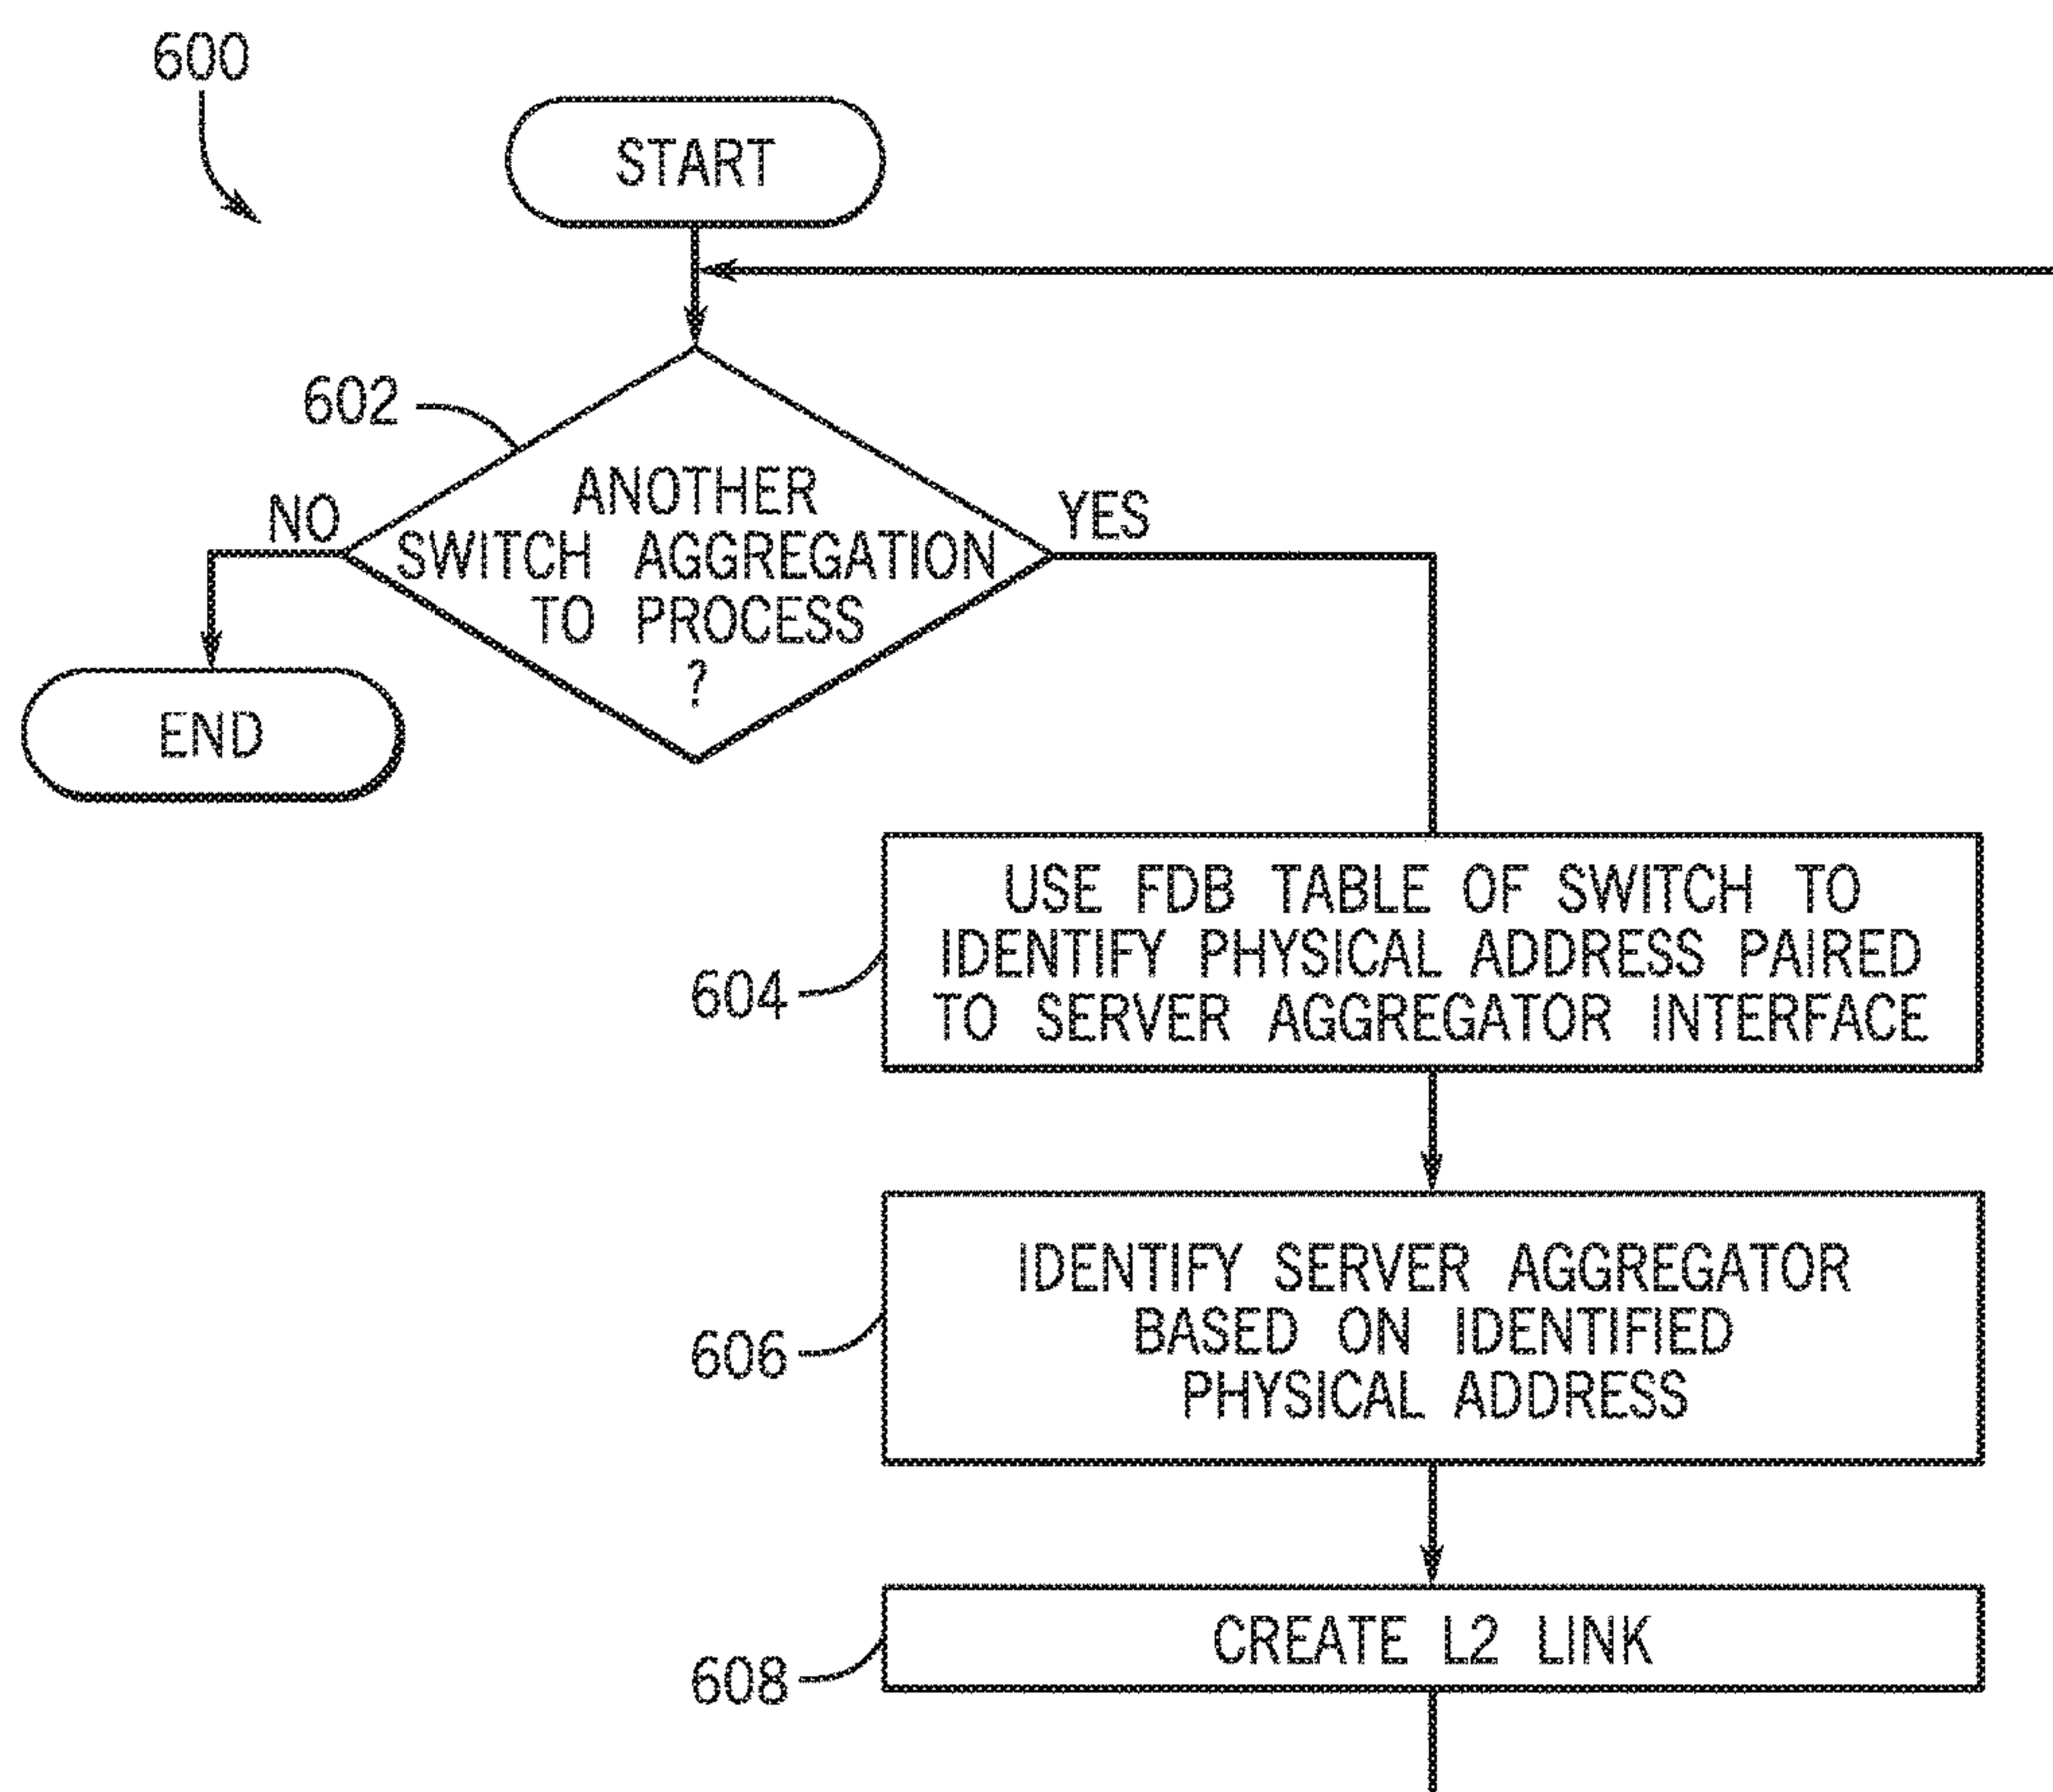 600
START
602
ANOTHER
SWITCH AGGREGATION
TO PROCESS
?
NO
YES
END
604
USE FDB TABLE OF SWITCH TO
IDENTIFY PHYSICAL ADDRESS PAIRED
TO SERVER AGGREGATOR INTERFACE
606
IDENTIFY SERVER AGGREGATOR
BASED ON IDENTIFIED
PHYSICAL ADDRESS
608
CREATE L2 LINK